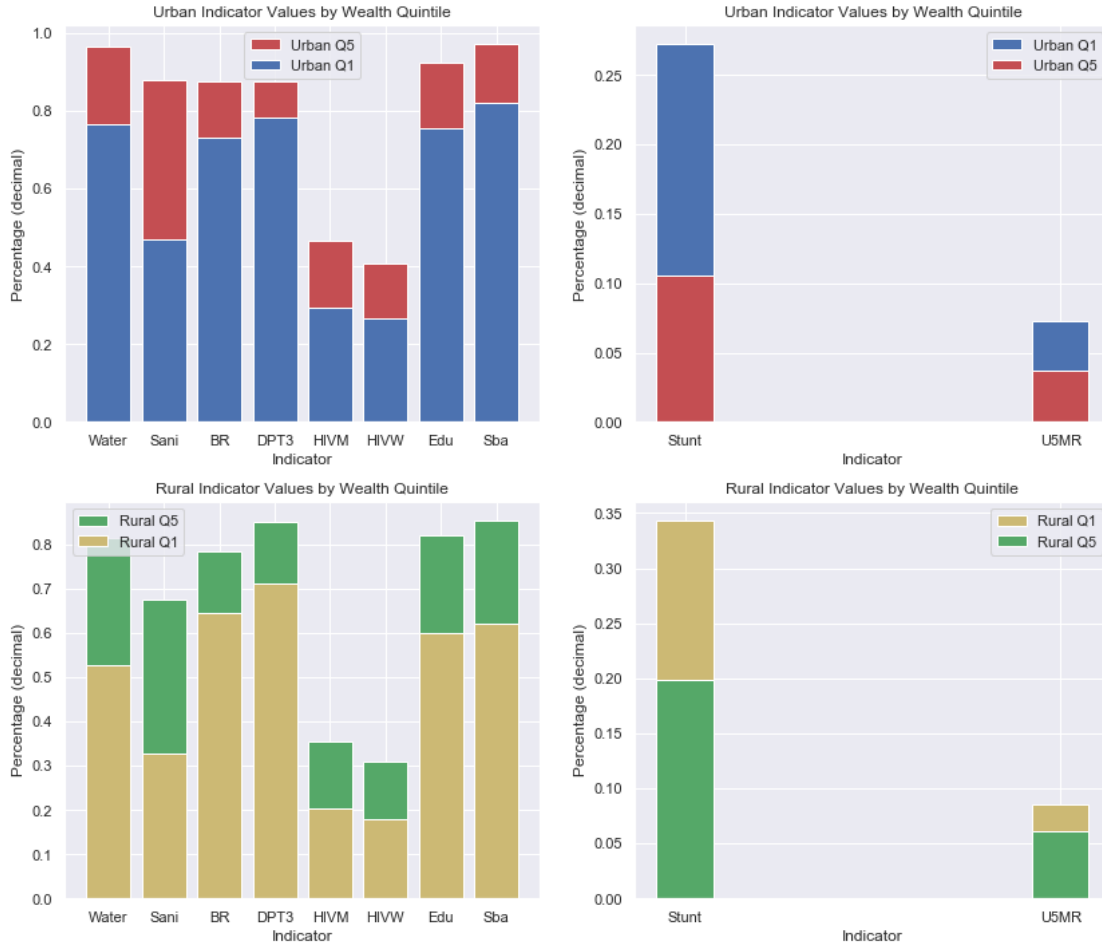 Urban Indicator Values by Wealth Quintile
Percentage (decimal)
1.0
0.8
0.6
0.4
0.2
0.0
Urban Q5
Urban Q1
Water Sani BR DPT3 HIVM HIVW Edu Sba
Indicator
Urban Indicator Values by Wealth Quintile
Percentage (decimal)
0.25
0.20
0.15
0.10
0.05
0.00
Urban Q1
Urban Q5
Stunt U5MR
Indicator
Rural Indicator Values by Wealth Quintile
Percentage (decimal)
0.8
0.7
0.6
0.5
0.4
0.3
0.2
0.1
0.0
Rural Q5
Rural Q1
Water Sani BR DPT3 HIVM HIVW Edu Sba
Indicator
Rural Indicator Values by Wealth Quintile
Percentage (decimal)
0.35
0.30
0.25
0.20
0.15
0.10
0.05
0.00
Rural Q1
Rural Q5
Stunt U5MR
Indicator